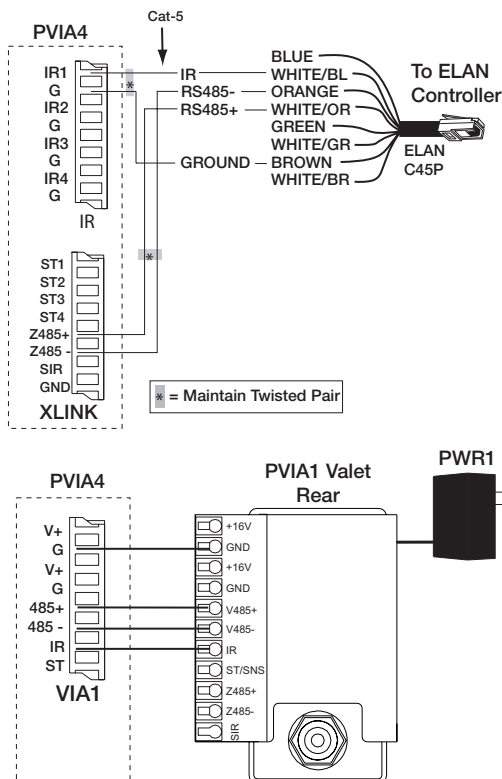 Cat-5
PVIA4
IR1
G
IR2
G
IR3
G
IR4
G
IR
*
IR
RS485-
RS485+
GROUND
BLUE
WHITE/BL
ORANGE
WHITE/OR
GREEN
WHITE/GR
BROWN
WHITE/BR
To ELAN
Controller
ELAN
C45P
*
ST1
ST2
ST3
ST4
Z485+
Z485 -
SIR
GND
XLINK
* = Maintain Twisted Pair
PVIA4
V+
G
V+
G
485+
485 -
IR
ST
VIA1
PVIA1 Valet
Rear
+16V
GND
+16V
GND
V485+
V485-
IR
ST/SNS
Z485+
Z485-
SIR
PWR1